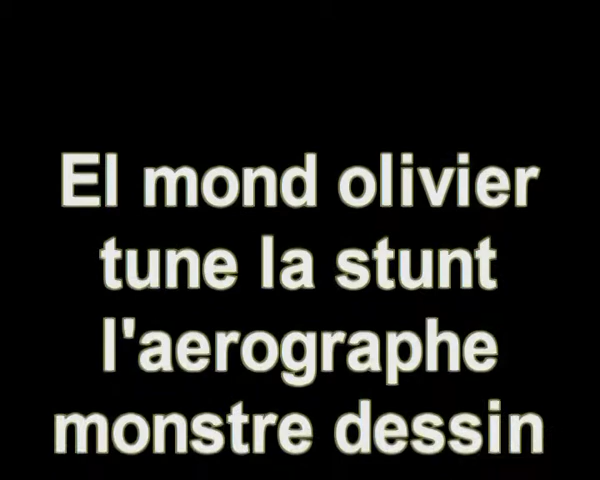 El mond olivier
tune la stunt
l'aerographe
monstre dessin